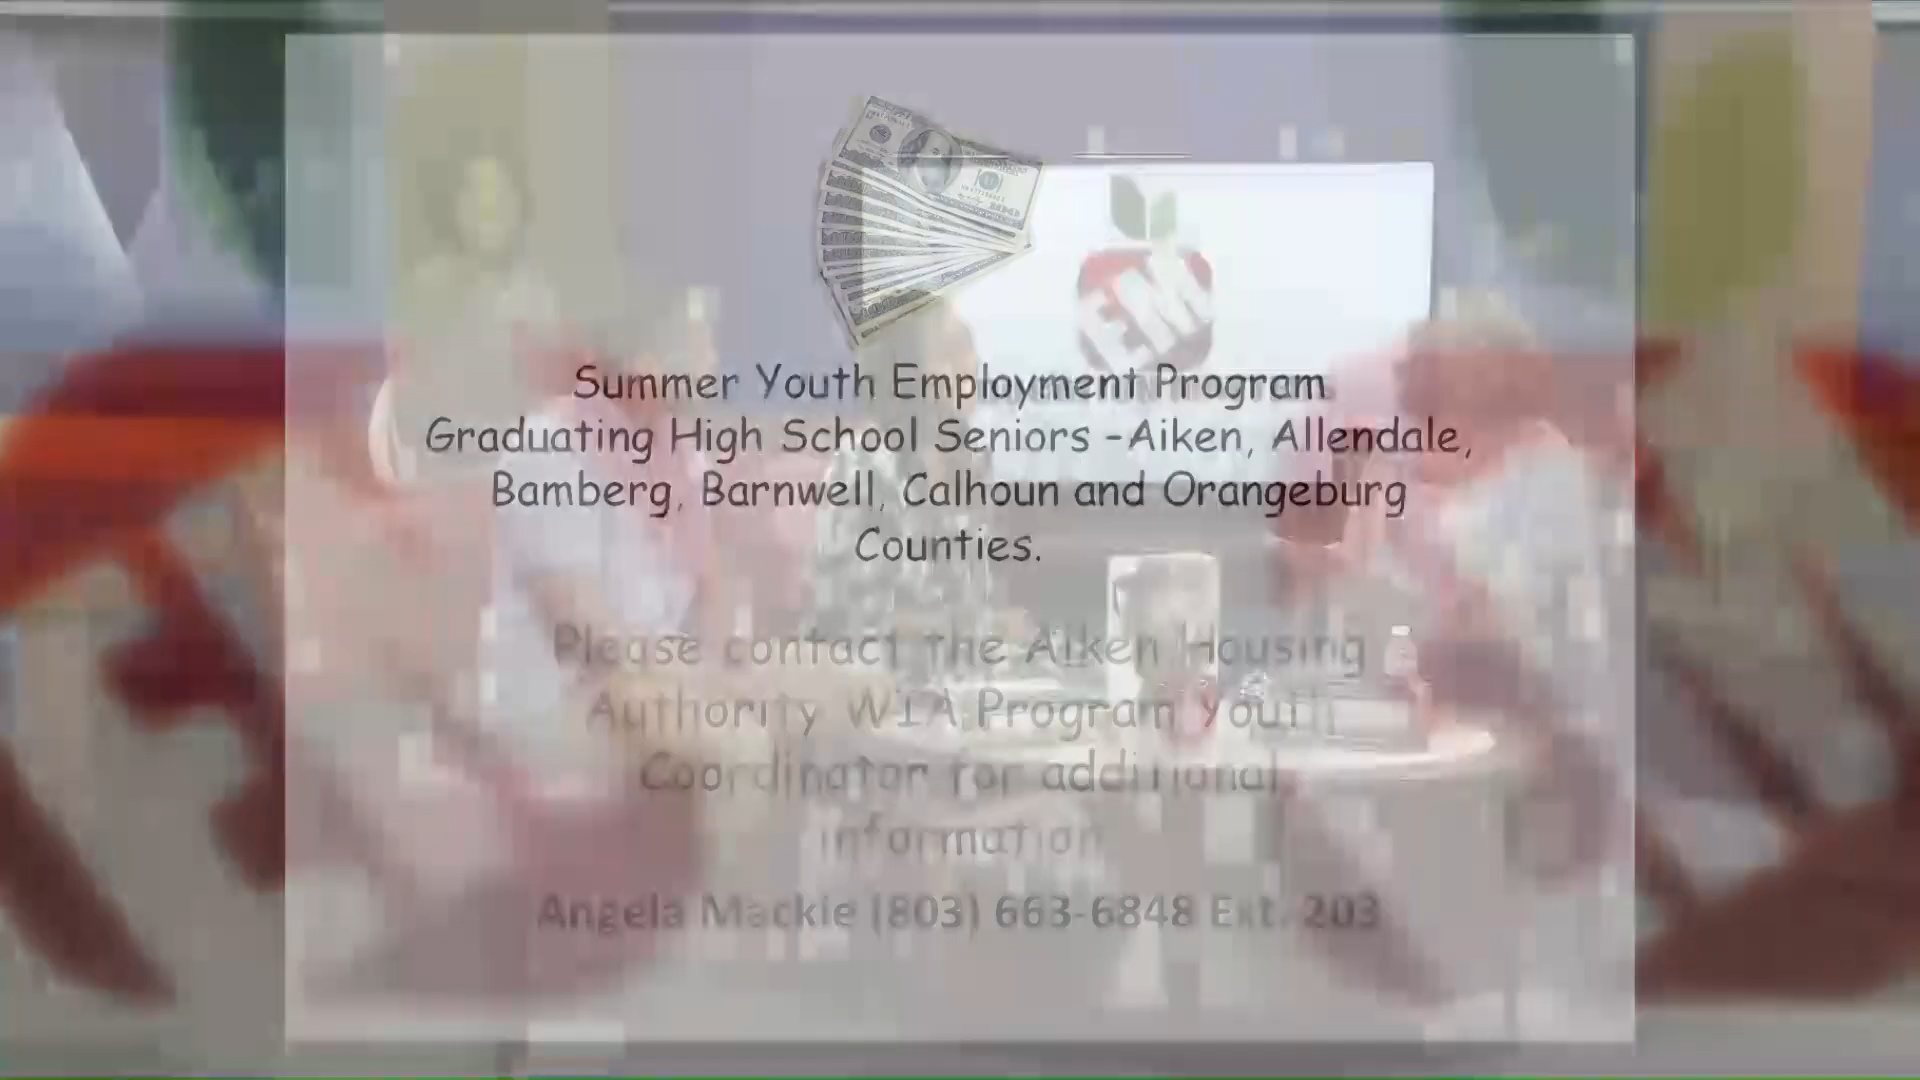 EM
Summer Youth Employment Program
Graduating High School Seniors -Aiken, Allendale,
Bamberg, Barnwell, Calhoun and Orangeburg
Counties.
Please contact the Aiken Housing
Authority WIA Program Youth
Coordinator for additional
information
Angela Mackie (803) 663-6848 Ext. 203